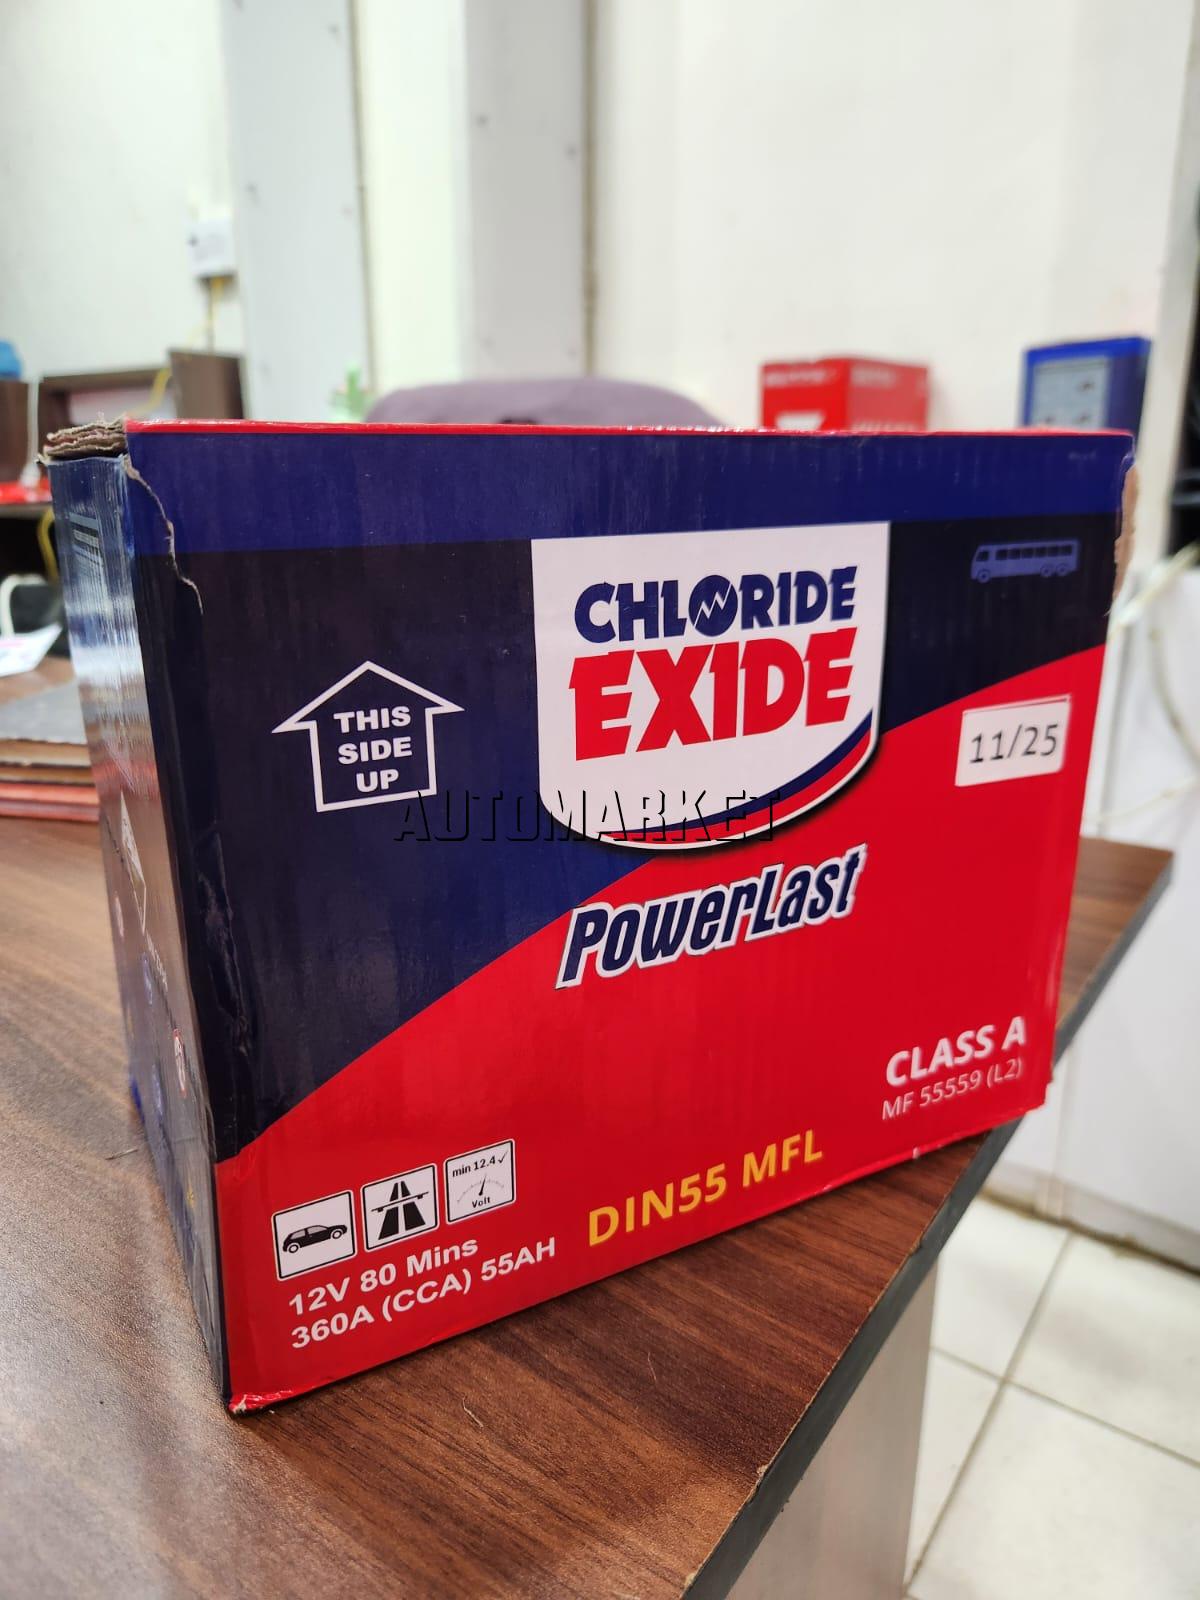 CHLORIDE
EXIDE
THIS
SIDE
UP
11/25
AUTOMARKET
PowerLast
CLASS A
MF 55559 (L2)
DIN55 MFL
min 12.4✓
Volt
12V 80 Mins
360A (CCA) 55AH